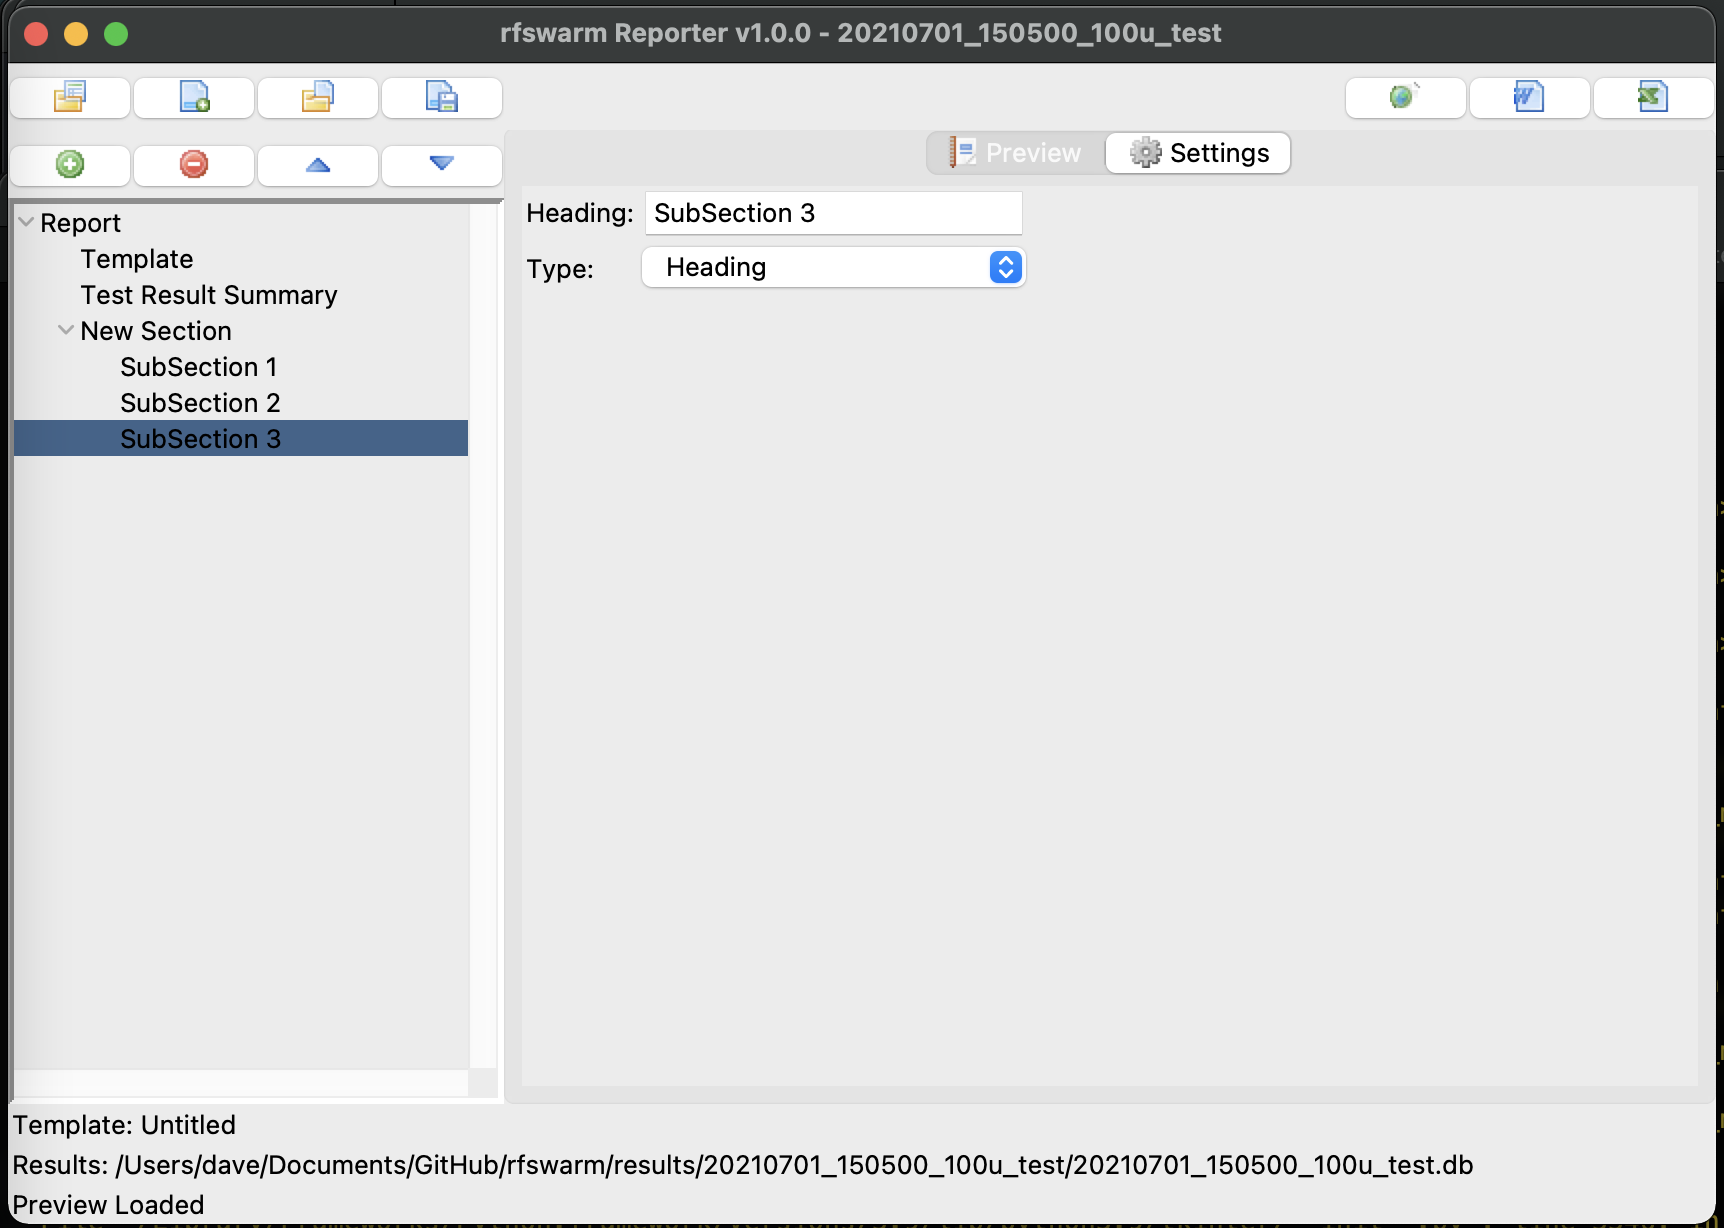 rfswarm Reporter v1.0.0 - 20210701_150500_100u_test
Preview
Settings
Report
Template
Test Result Summary
New Section
SubSection 1
SubSection 2
SubSection 3
Heading: SubSection 3
Type: Heading
Template: Untitled
Results: /Users/dave/Documents/GitHub/rfswarm/results/20210701_150500_100u_test/20210701_150500_100u_test.db
Preview Loaded